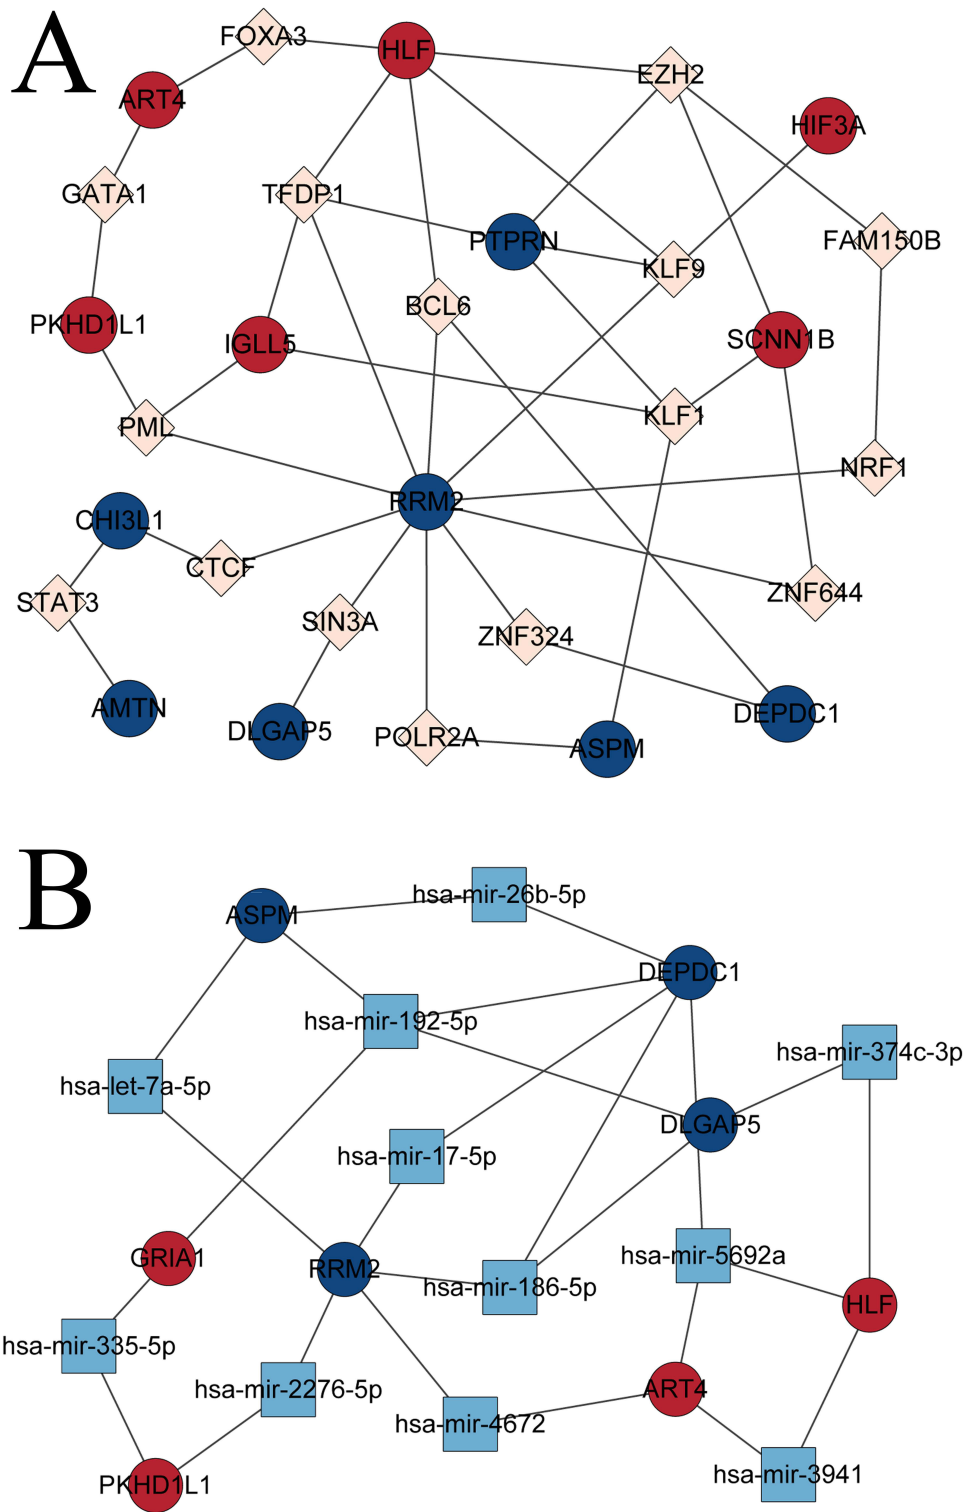 A
FOXA3
HLF
EZH2
ART4
HIF3A
GATA1
TFDP1
PTPRN
FAM150B
KLF9
BCL6
PKHD1L1
IGLL5
SCNN1B
KLF1
PML
NRF1
RRM2
CHI3L1
CTCF
STAT3
ZNF644
SIN3A
ZNF324
AMTN
DEPDC1
DLGAP5
POLR2A
ASPM
B
hsa-mir-26b-5p
ASPM
DEPDC1
hsa-mir-192-5p
hsa-mir-374c-3p
hsa-let-7a-5p
DLGAP5
hsa-mir-17-5p
GRIA1
hsa-mir-5692a
RRM2
hsa-mir-186-5p
HLF
hsa-mir-335-5p
hsa-mir-2276-5p
ART4
hsa-mir-4672
hsa-mir-3941
PKHD1L1